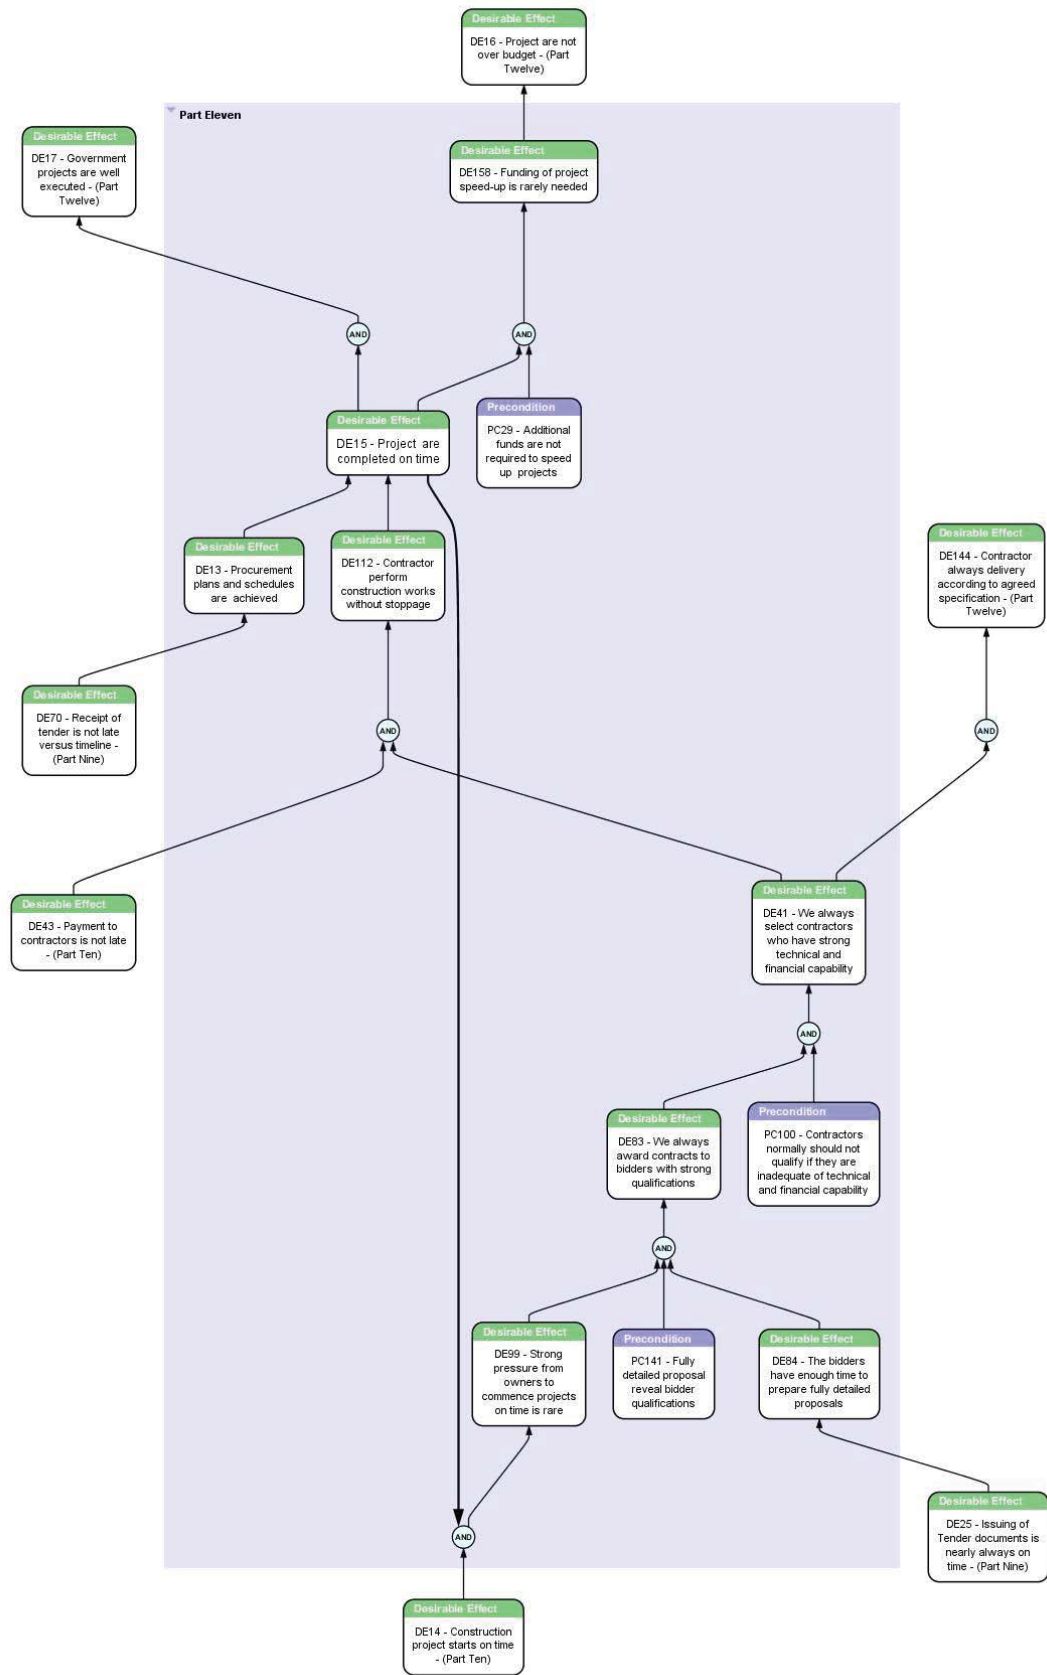 Desirable Effect
DE16 - Project are not
over budget - (Part
Twelve)
Part Eleven
Desirable Effect
DE17 - Government
projects are well
executed - (Part
Twelve)
Desirable Effect
DE158 - Funding of project
speed-up is rarely needed
AND
AND
Desirable Effect
DE15 - Project are
completed on time
Precondition
PC29 - Additional
funds are not
required to speed
up projects
Desirable Effect
DE13 - Procurement
plans and schedules
are achieved
Desirable Effect
DE112 - Contractor
perform
construction works
without stoppage
Desirable Effect
DE144 - Contractor
always delivery
according to agreed
specification - (Part
Twelve)
Desirable Effect
DE70 - Receipt of
tender is not late
versus timeline -
(Part Nine)
AND
AND
Desirable Effect
DE43 - Payment to
contractors is not late
- (Part Ten)
Desirable Effect
DE41 - We always
select contractors
who have strong
technical and
financial capability
AND
Desirable Effect
DE83 - We always
award contracts to
bidders with strong
qualifications
Precondition
PC100 - Contractors
normally should not
qualify if they are
inadequate of technical
and financial capability
AND
Desirable Effect
DE99 - Strong
pressure from
owners to
commence projects
on time is rare
Precondition
PC141 - Fully
detailed proposal
reveal bidder
qualifications
Desirable Effect
DE84 - The bidders
have enough time to
prepare fully detailed
proposals
Desirable Effect
DE25 - Issuing of
Tender documents is
nearly always on
time - (Part Nine)
AND
Desirable Effect
DE14 - Construction
project starts on time
- (Part Ten)